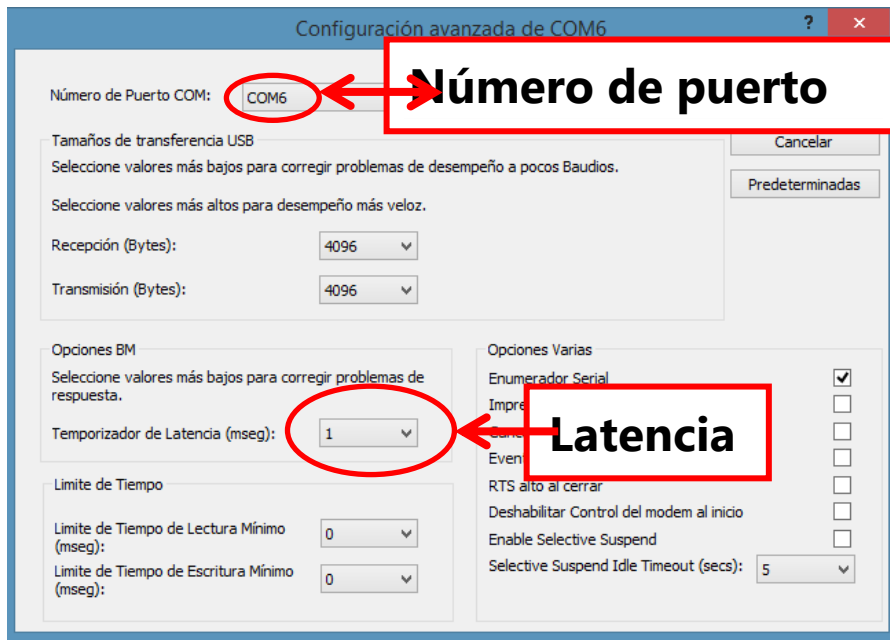 Configuración avanzada de COM6
?
Número de puerto
Número de Puerto COM: COM6
Tamaños de transferencia USB
Seleccione valores más bajos para corregir problemas de desempeño a pocos Baudios.
Seleccione valores más altos para desempeño más veloz.
Recepción (Bytes): 4096
Transmisión (Bytes): 4096
Cancelar
Predeterminadas
Opciones BM
Seleccione valores más bajos para corregir problemas de
respuesta.
Temporizador de Latencia (mseg): 1
Limite de Tiempo
Limite de Tiempo de Lectura Mínimo
(mseg): 0
Limite de Tiempo de Escritura Mínimo
(mseg): 0
Opciones Varias
Enumerador Serial
Latencia
RTS alto al cerrar
Deshabilitar Control del modem al inicio
Enable Selective Suspend
Selective Suspend Idle Timeout (secs): 5